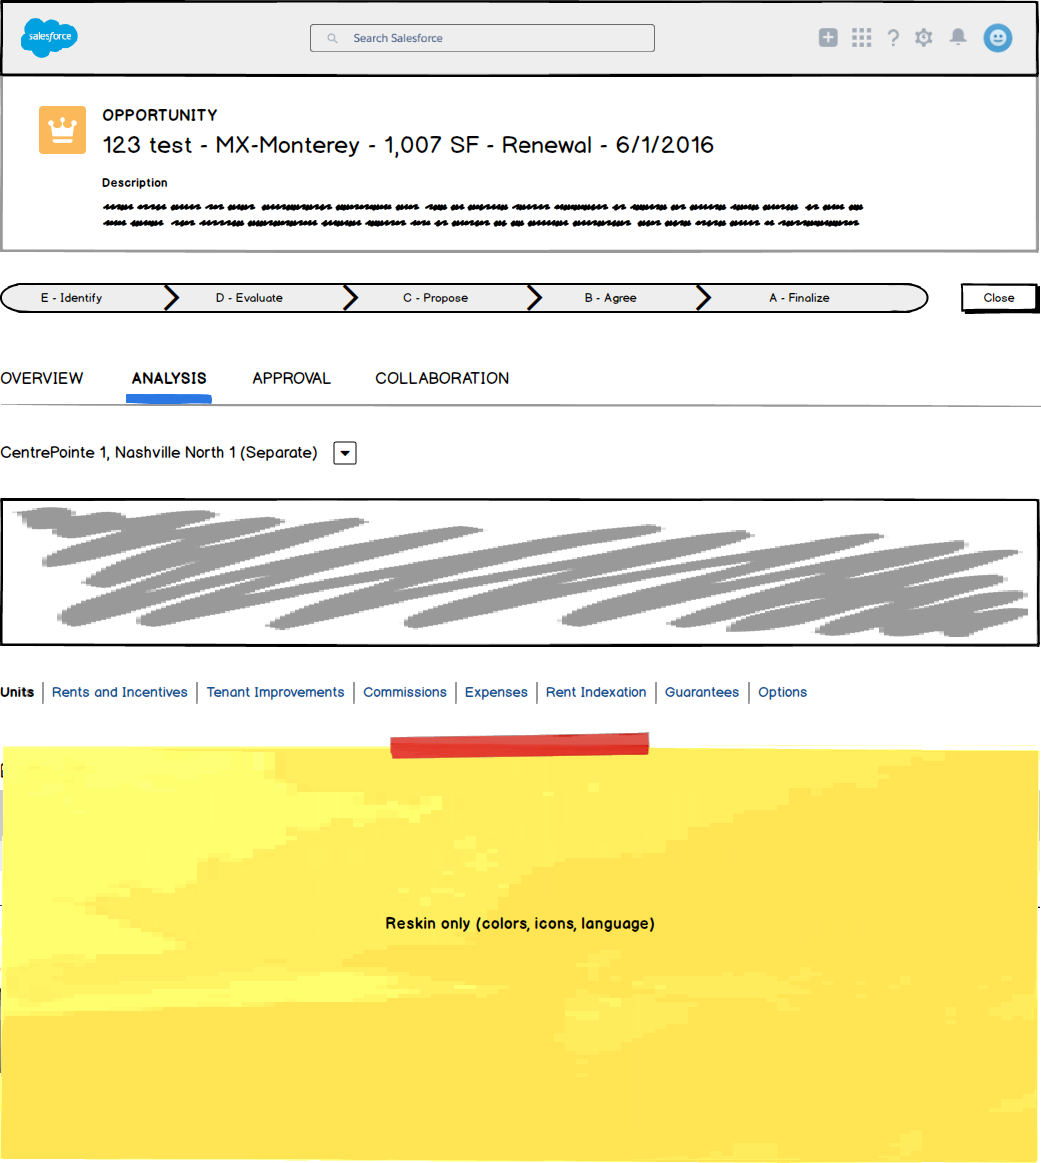 salesforce
Search Salesforce
OPPORTUNITY
123 test - MX-Monterey - 1,007 SF - Renewal - 6/1/2016
Description
E - Identify
D - Evaluate
C - Propose
B - Agree
A - Finalize
Close
OVERVIEW
ANALYSIS
APPROVAL
COLLABORATION
CentrePointe 1, Nashville North 1 (Separate)
Units
Rents and Incentives
Tenant Improvements
Commissions
Expenses
Rent Indexation
Guarantees
Options
Reskin only (colors, icons, language)